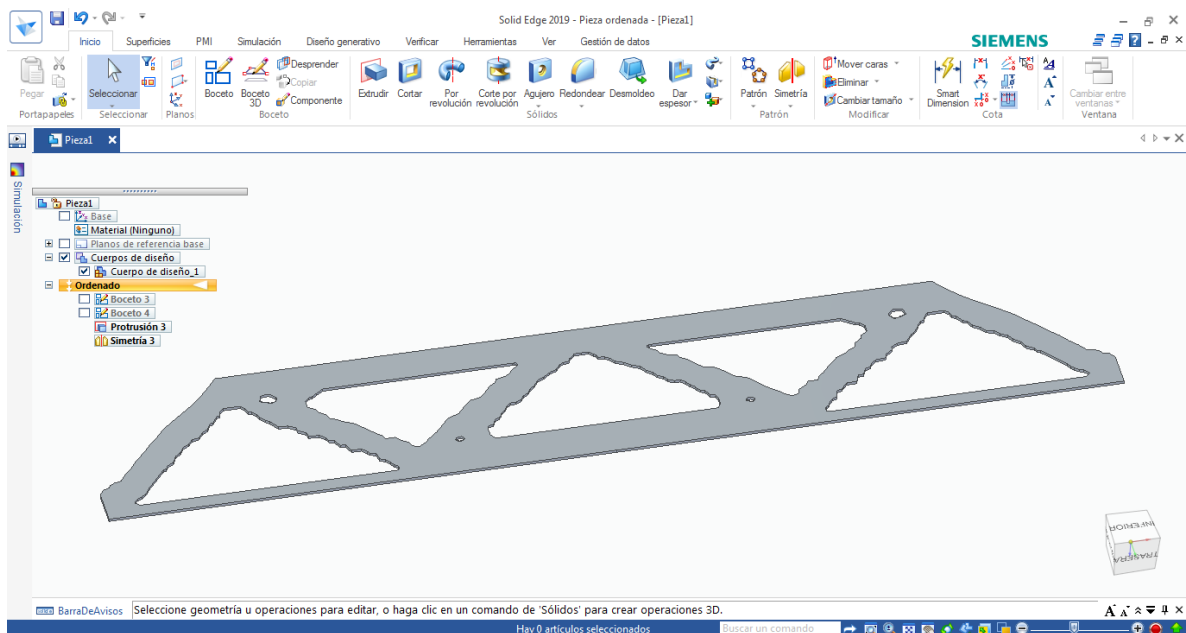 Solid Edge 2019 - Pieza ordenada - [Pieza1]
Inicio Superficies PMI Simulación Diseño generativo Verificar Herramientas Ver Gestión de datos
SIEMENS
Pegar
Portapapeles
Seleccionar
Seleccionar
Planos
Boceto
Boceto 3D
Desprender
Copiar
Componente
Boceto
Extrudir
Cortar
Por revolución
Corte por revolución
Agujero
Redondear
Desmoldeo
Dar espesor
Sólidos
Patrón
Simetría
Patrón
Mover caras
Eliminar
Cambiar tamaño
Modificar
Smart Dimension
Cota
Cambiar entre ventanas
Ventana
Pieza1
Simulación
Pieza1
Base
Material (Ninguno)
Planos de referencia base
Cuerpos de diseño
Cuerpo de diseño_1
Ordenado
Boceto 3
Boceto 4
Protrusión 3
Simetría 3
INFERIOR
TRASERA
BarraDeAvisos
Seleccione geometría u operaciones para editar, o haga clic en un comando de 'Sólidos' para crear operaciones 3D.
Hay 0 artículos seleccionados
Buscar un comando